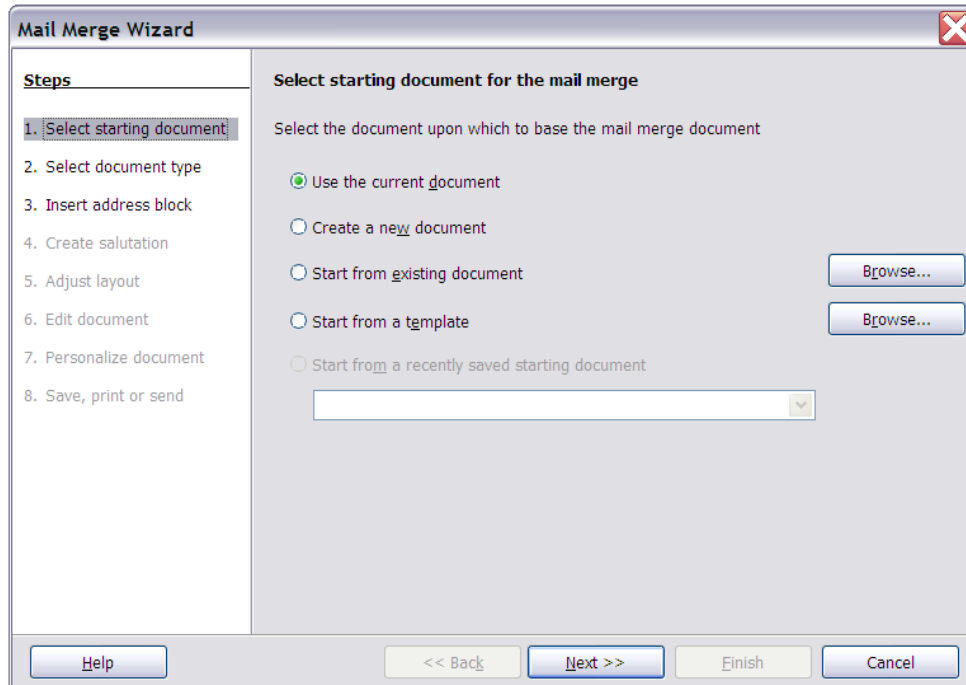 Mail Merge Wizard
Steps
1. Select starting document
2. Select document type
3. Insert address block
4. Create salutation
5. Adjust layout
6. Edit document
7. Personalize document
8. Save, print or send
Select starting document for the mail merge
Select the document upon which to base the mail merge document
Use the current document
Create a new document
Start from existing document
Browse...
Start from a template
Browse...
Start from a recently saved starting document
Help
<< Back
Next >>
Finish
Cancel